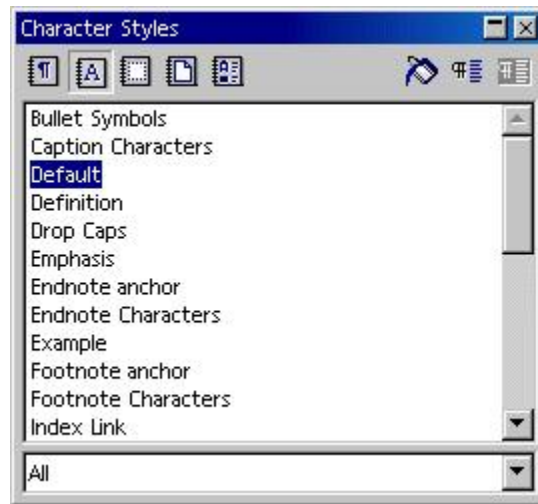 Character Styles
Bullet Symbols
Caption Characters
Default
Definition
Drop Caps
Emphasis
Endnote anchor
Endnote Characters
Example
Footnote anchor
Footnote Characters
Index Link
All